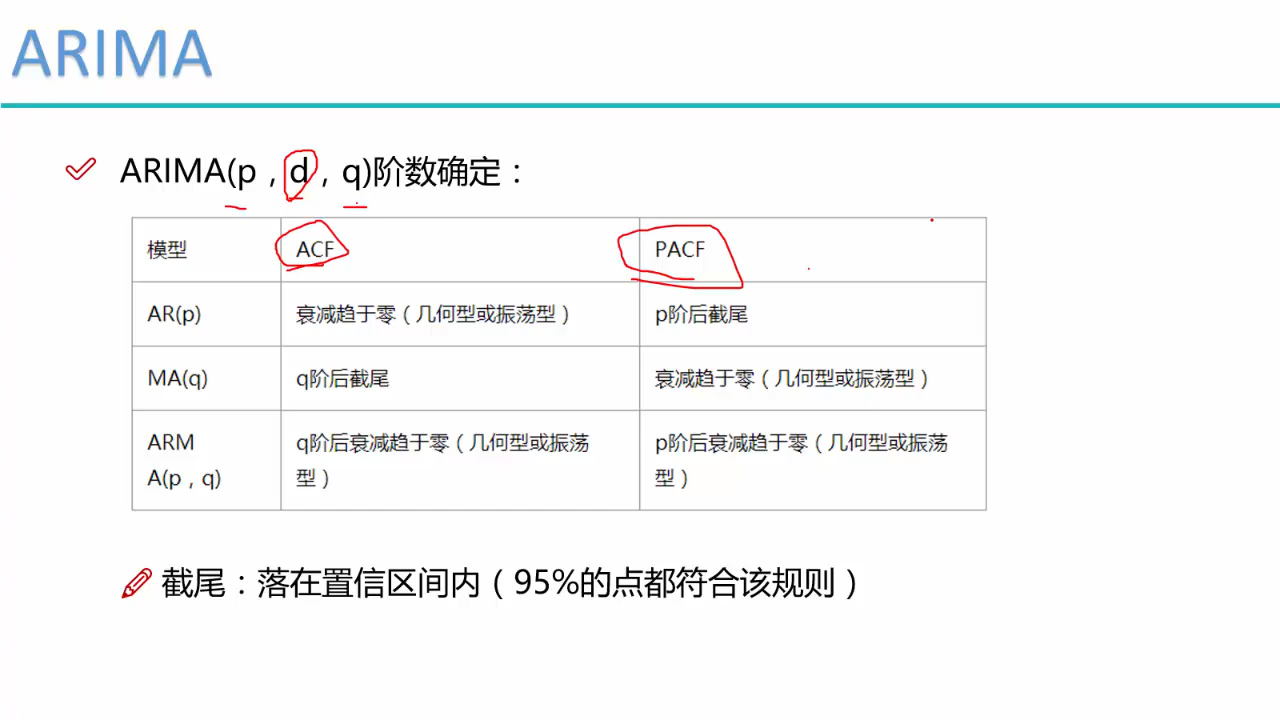 ARIMA
ARIMA(p，d，q)阶数确定：
模型 ACF PACF
AR(p) 衰减趋于零（几何型或振荡型） p阶后截尾
MA(q) q阶后截尾 衰减趋于零（几何型或振荡型）
ARM q阶后衰减趋于零（几何型或振荡 p阶后衰减趋于零（几何型或振荡
A(p，q) 型） 型）
截尾：落在置信区间内（95%的点都符合该规则）